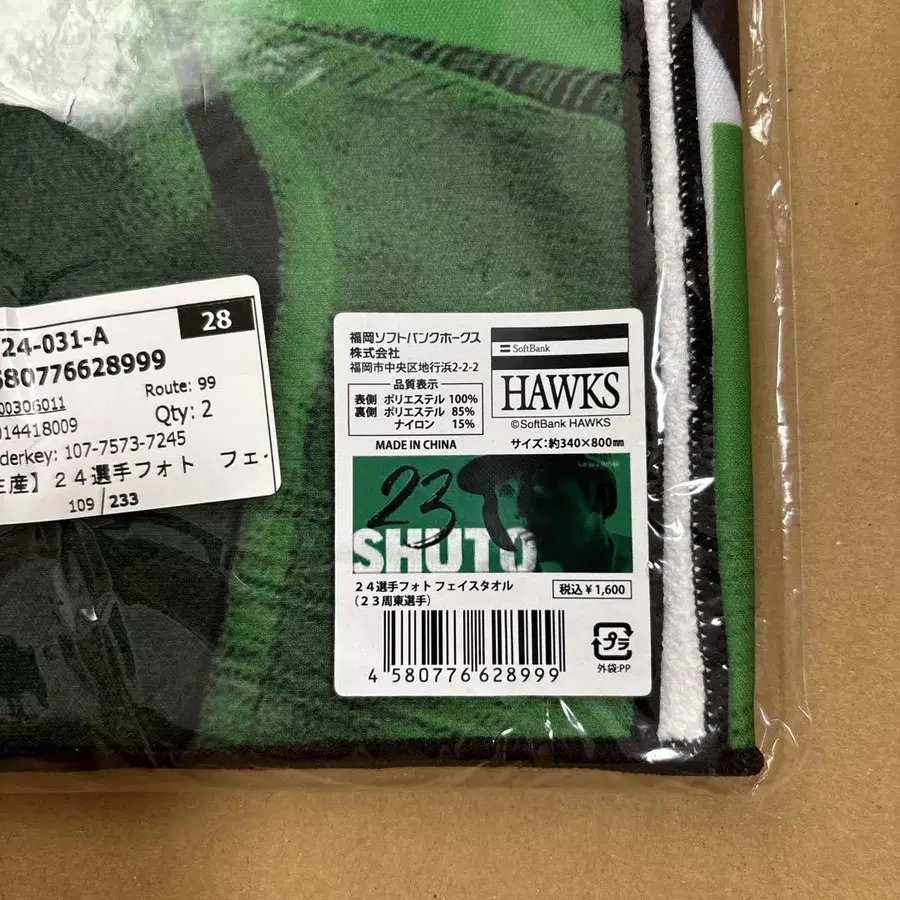 28
24-031-A
580776628999
00306011
Route: 99
014418009
Qty: 2
derkey: 107-7573-7245
生産】２４選手フォト フェ
109 / 233
福岡ソフトバンクホークス
株式会社
福岡市中央区地行浜2-2-2
品質表示
表側 ポリエステル 100%
裏側 ポリエステル 85%
ナイロン 15%
MADE IN CHINA
SoftBank
HAWKS
©SoftBank HAWKS
サイズ：約340×800㎜
23
SHUTO
２４選手フォト フェイスタオル
（２３周東選手）
税込￥1,600
4 580776 628999
プラ
外袋:PP